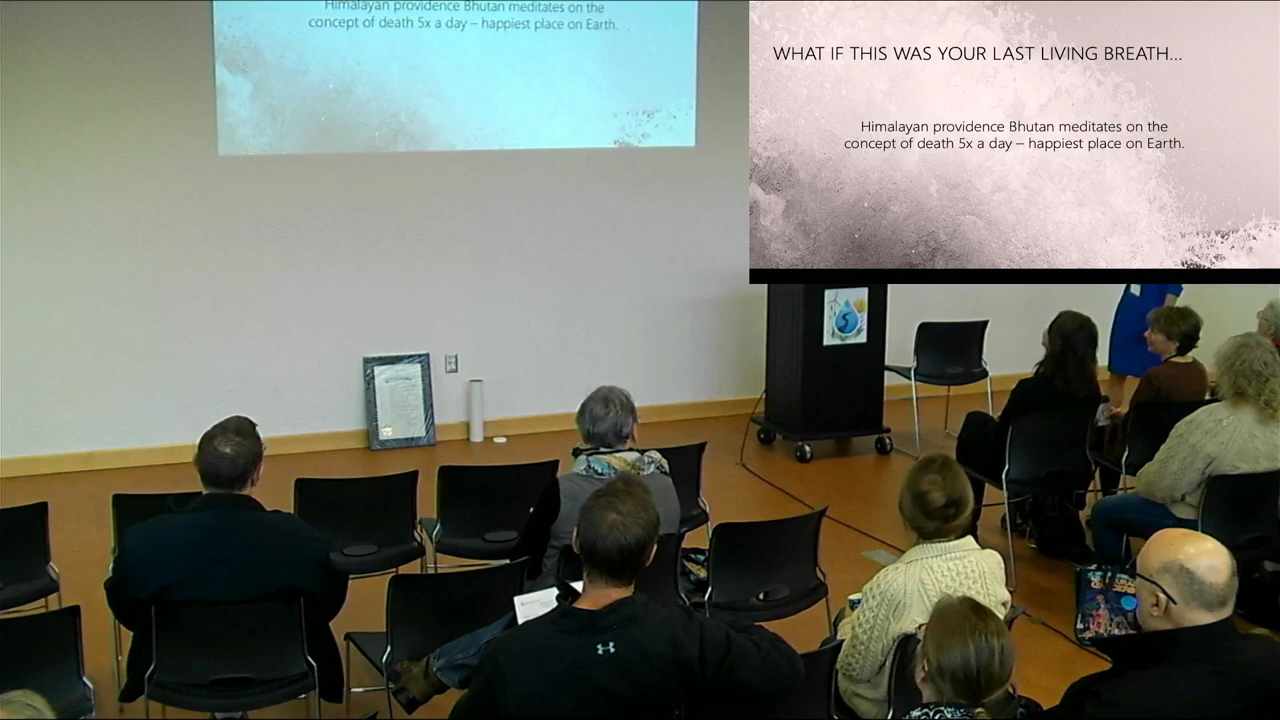 Himalayan providence Bhutan meditates on the
concept of death 5x a day – happiest place on Earth.
WHAT IF THIS WAS YOUR LAST LIVING BREATH...
Himalayan providence Bhutan meditates on the
concept of death 5x a day – happiest place on Earth.